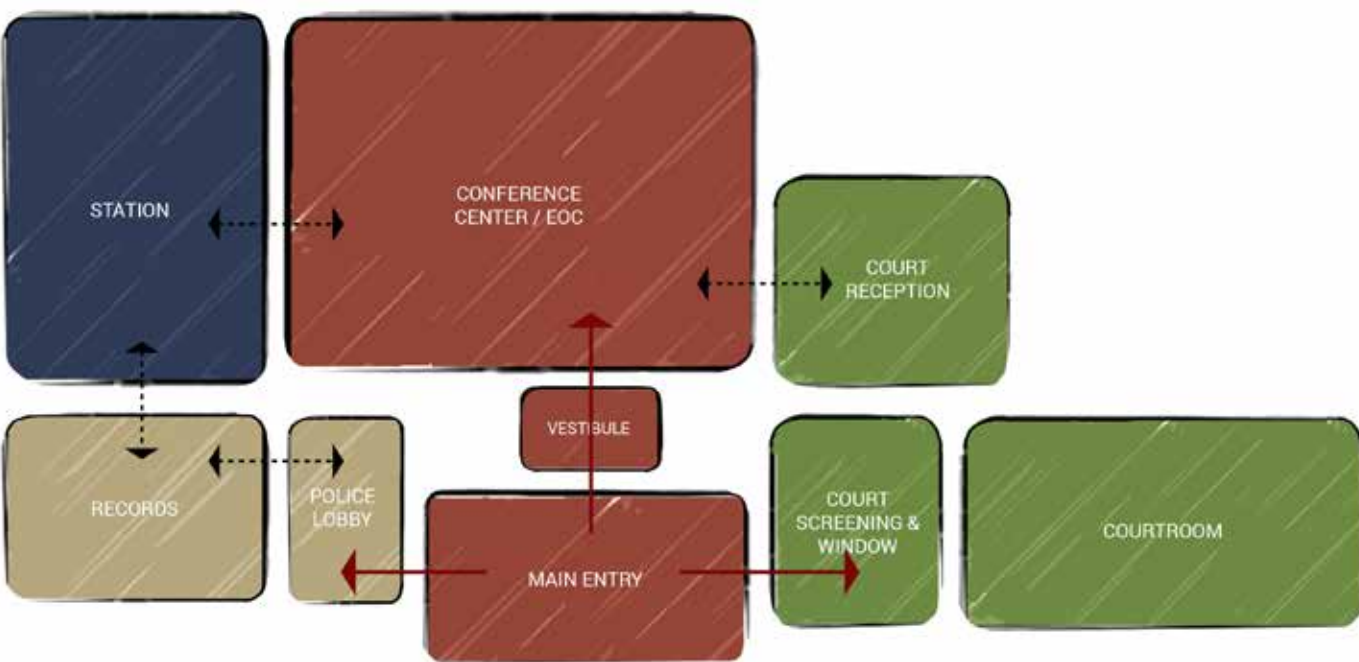 STATION
CONFERENCE
CENTER / EOC
COURT
RECEPTION
VESTIBULE
RECORDS
POLICE
LOBBY
MAIN ENTRY
COURT
SCREENING &
WINDOW
COURTROOM